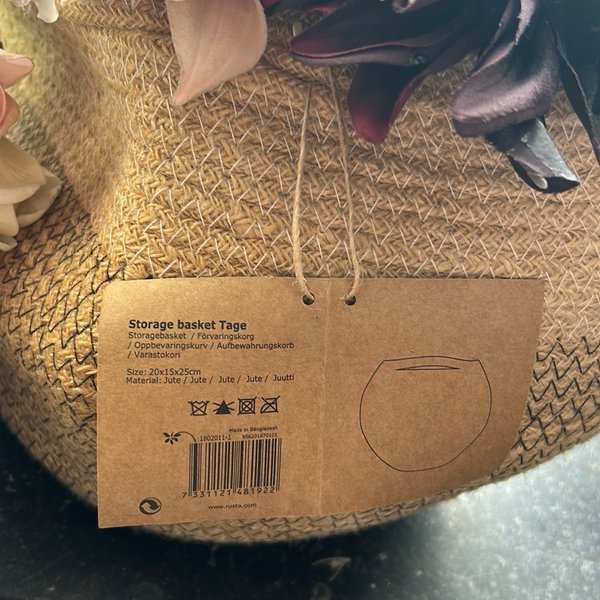 Storage basket Tage
Storagebasket / Förvaringskorg
/ Oppbevaringskurv / Aufbewahrungskorb
/ Varastokori
Size: 20x15x25cm
Material: Jute / Jute / Jute / Jute / Juutti
Made in Bangladesh
1802011-1 956201870101
7 331121 481922
www.rusta.com